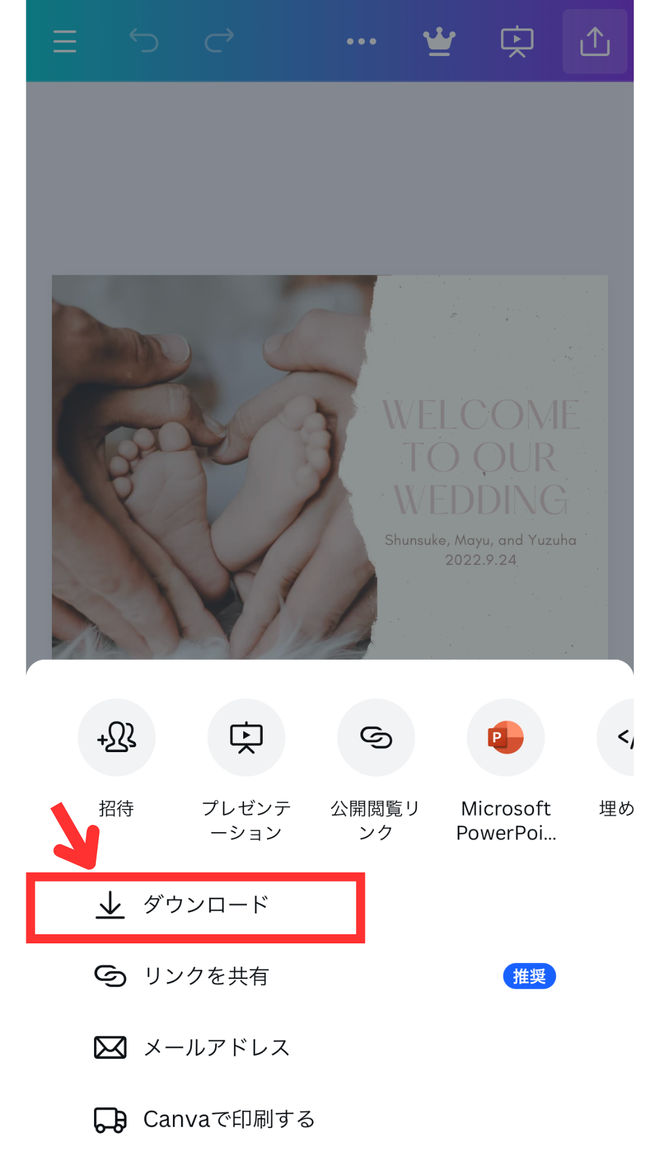 WELCOME
TO OUR
WEDDING
Shunsuke, Mayu, and Yuzuha
2022.9.24
招待
プレゼンテ
ーション
公開閲覧リ
ンク
P
Microsoft
PowerPoi...
埋め
ダウンロード
リンクを共有
推奨
メールアドレス
Canvaで印刷する